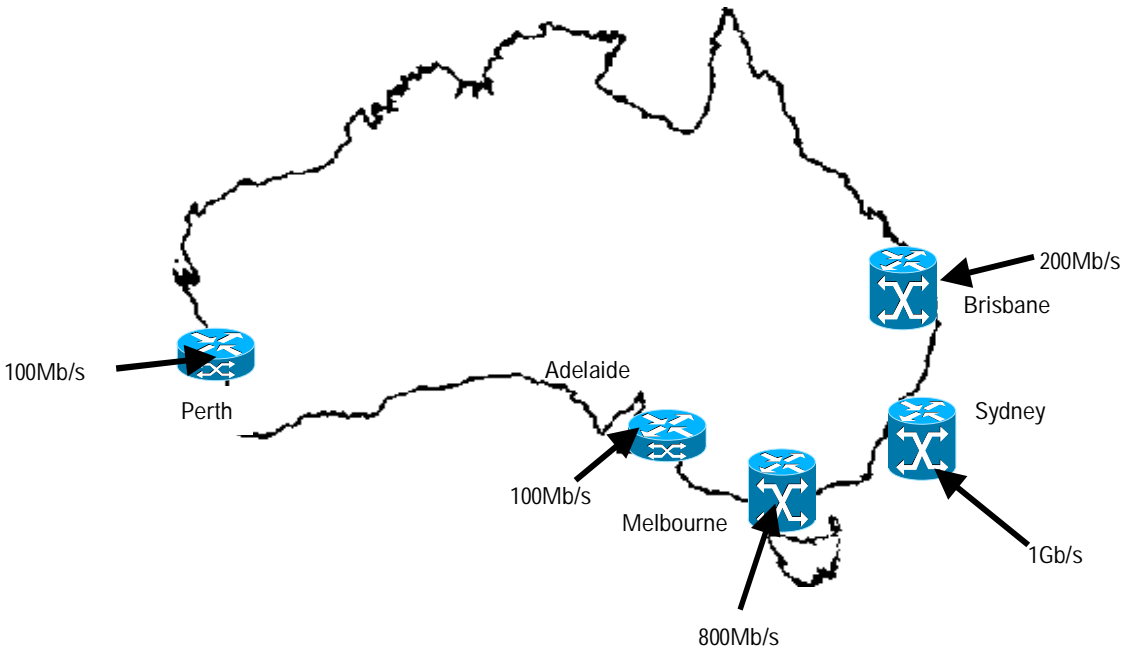 200Mb/s
Brisbane
100Mb/s
Adelaide
Perth
Sydney
100Mb/s
Melbourne
1Gb/s
800Mb/s